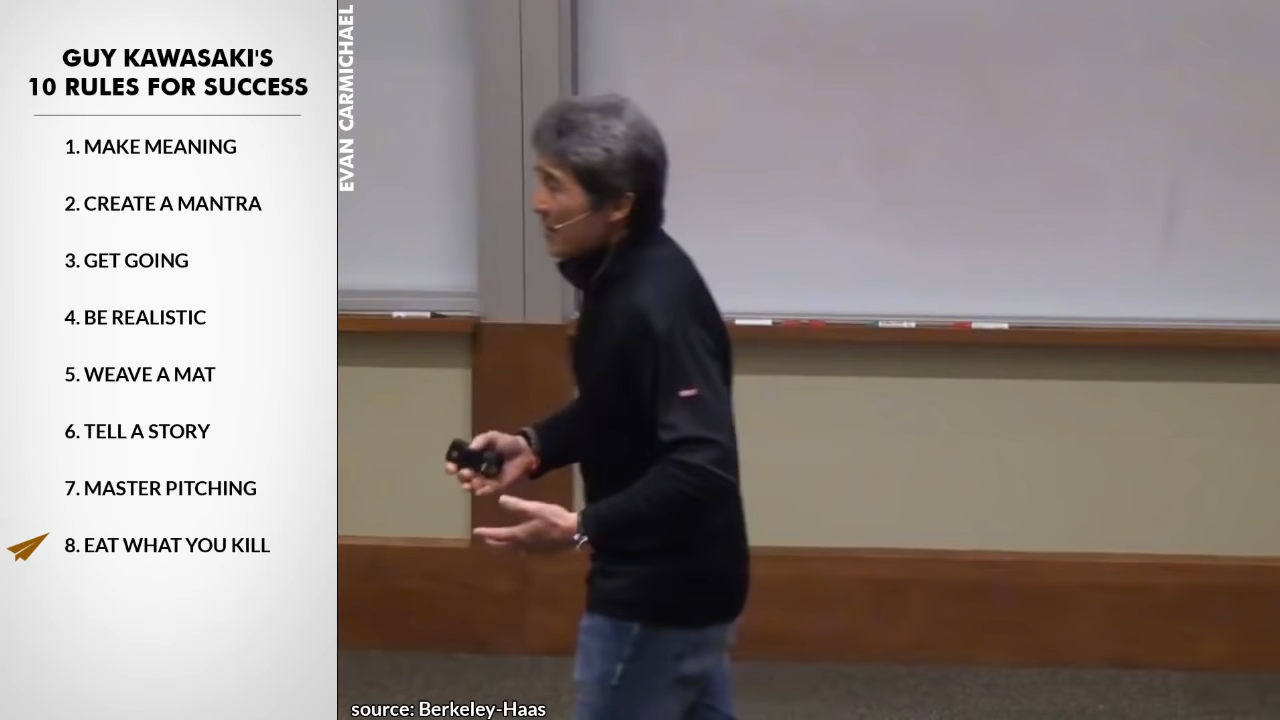 GUY KAWASAKI'S
10 RULES FOR SUCCESS
1. MAKE MEANING
2. CREATE A MANTRA
3. GET GOING
4. BE REALISTIC
5. WEAVE A MAT
6. TELL A STORY
7. MASTER PITCHING
8. EAT WHAT YOU KILL
EVAN CARMICHAEL
source: Berkeley-Haas